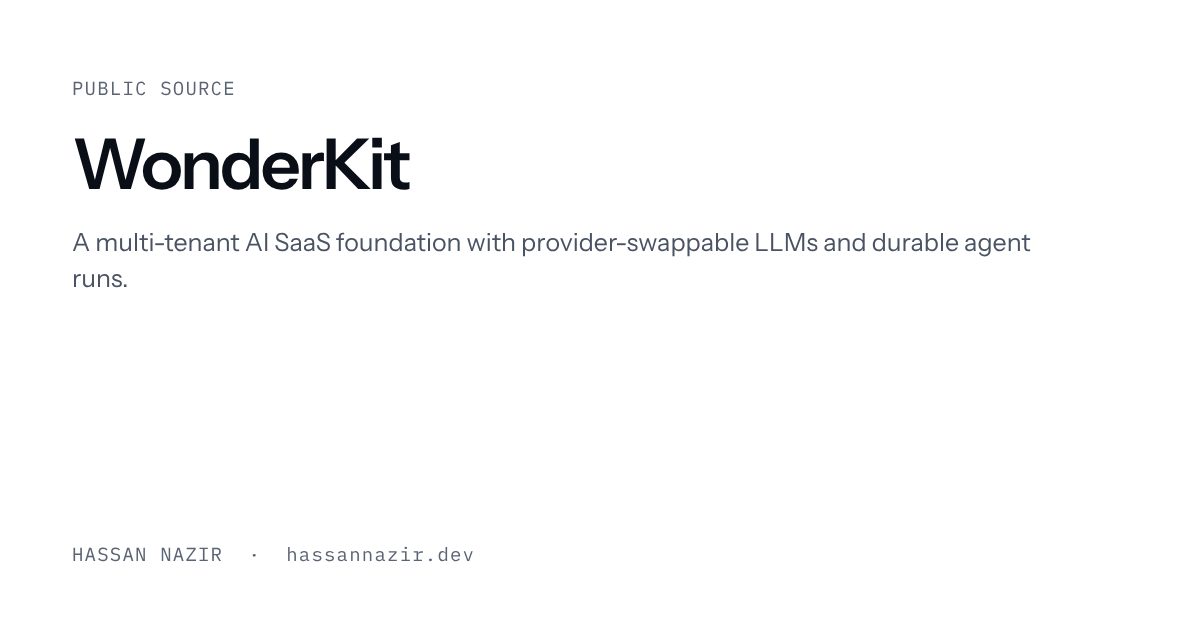 PUBLIC SOURCE
WonderKit
A multi-tenant AI SaaS foundation with provider-swappable LLMs and durable agent
runs.
HASSAN NAZIR · hassannazir.dev